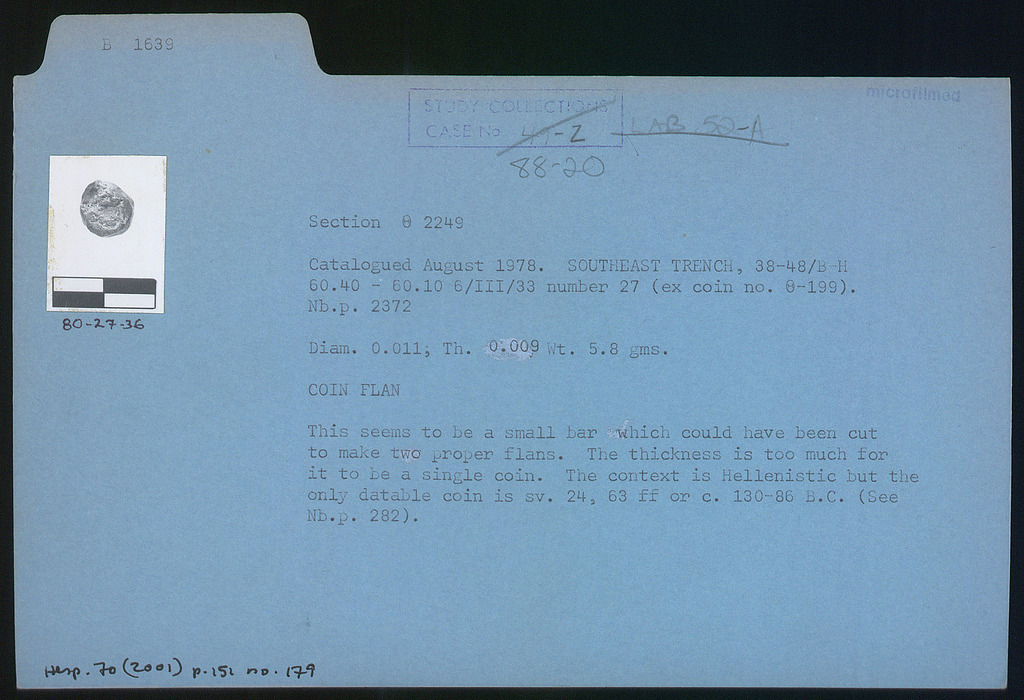 B 1639
microfilmed
STUDY COLLECTIONS
CASE No. 49-Z LAB 50-A
88-20
Section θ 2249
Catalogued August 1978. SOUTHEAST TRENCH, 38-48/B-H
60.40 - 60.10 6/III/33 number 27 (ex coin no. θ-199).
Nb.p. 2372
80-27-36
Diam. 0.011; Th. 0.009 Wt. 5.8 gms.
COIN FLAN
This seems to be a small bar which could have been cut
to make two proper flans. The thickness is too much for
it to be a single coin. The context is Hellenistic but the
only datable coin is sv. 24, 63 ff or c. 130-86 B.C. (See
Nb.p. 282).
Hesp. 70 (2001) p. 151 no. 179